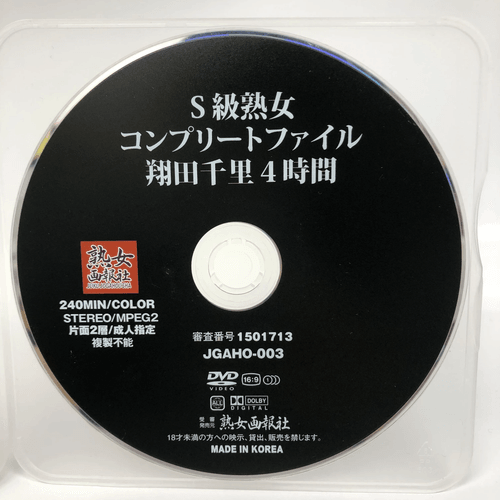 S級熟女
コンプリートファイル
翔田千里4時間
熟女
画報社
240MIN/COLOR
STEREO/MPEG2
片面2層/成人指定
複製不能
審査番号 1501713
JGAHO-003
DVD
VIDEO
16:9
ALL
DOLBY
DIGITAL
発売元 熟女画報社
18才未満の方への映示、貸出、販売を禁じます。
MADE IN KOREA